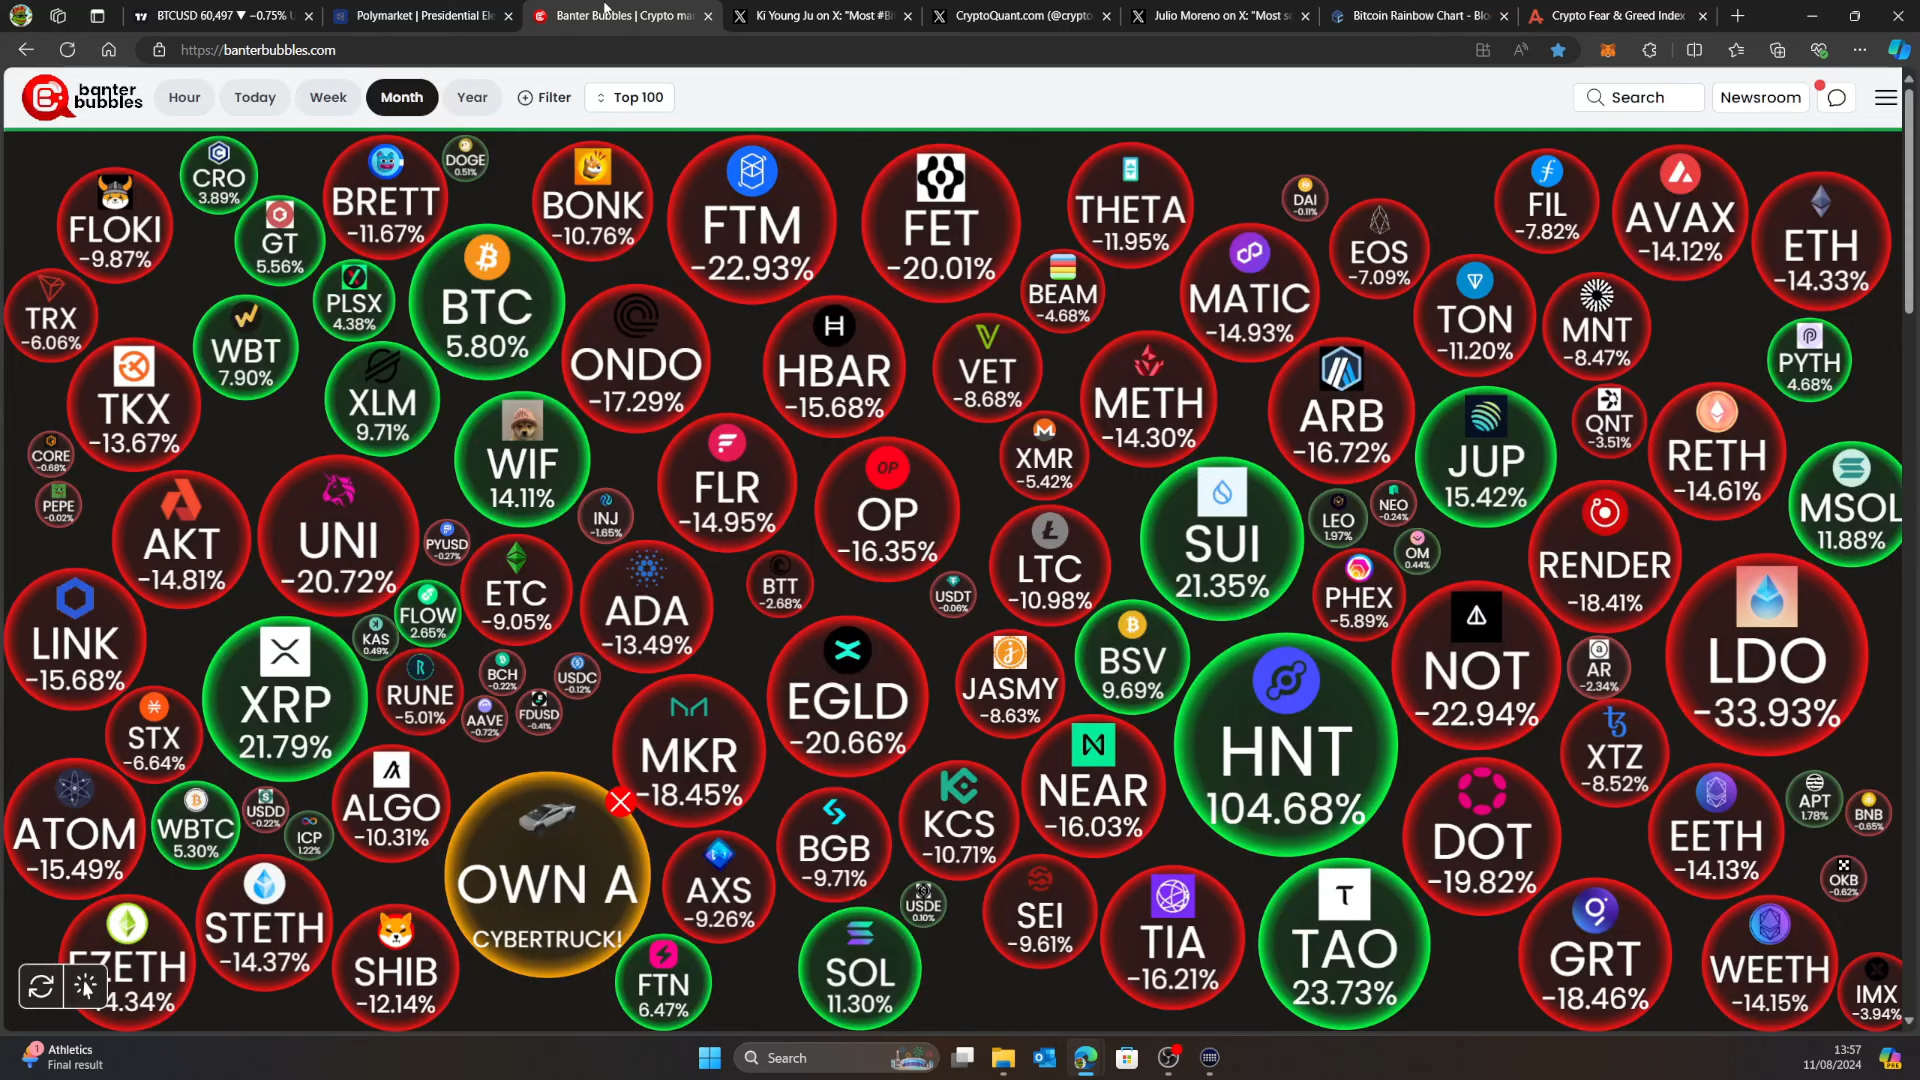 BTCUSD 60,497 ▼ −0.75% U
Polymarket | Presidential Ele
Banter Bubbles | Crypto mar
Ki Young Ju on X: "Most #Bit
CryptoQuant.com (@crypto
Julio Moreno on X: "Most so
Bitcoin Rainbow Chart - Blo
Crypto Fear & Greed Index
https://banterbubbles.com
banter
bubbles
Hour
Today
Week
Month
Year
Filter
Top 100
Search
Newsroom
FLOKI
-9.87%
CRO
3.89%
GT
5.56%
BRETT
-11.67%
DOGE
0.51%
BONK
-10.76%
FTM
-22.93%
FET
-20.01%
THETA
-11.95%
DAI
-0.11%
EOS
-7.09%
FIL
-7.82%
AVAX
-14.12%
ETH
-14.33%
TRX
-6.06%
WBT
7.90%
PLSX
4.38%
BTC
5.80%
BEAM
-4.68%
MATIC
-14.93%
TON
-11.20%
MNT
-8.47%
PYTH
4.68%
TKX
-13.67%
XLM
9.71%
ONDO
-17.29%
HBAR
-15.68%
VET
-8.68%
METH
-14.30%
ARB
-16.72%
QNT
-3.51%
RETH
-14.61%
CORE
-0.68%
PEPE
-0.02%
WIF
14.11%
FLR
-14.95%
XMR
-5.42%
JUP
15.42%
MSOL
11.88%
AKT
-14.81%
UNI
-20.72%
PYUSD
-0.27%
INJ
-1.65%
OP
OP
-16.35%
SUI
21.35%
LEO
1.97%
NEO
-0.24%
OM
0.44%
RENDER
-18.41%
LINK
-15.68%
FLOW
2.65%
ETC
-9.05%
ADA
-13.49%
BTT
-2.68%
USDT
-0.06%
LTC
-10.98%
PHEX
-5.89%
LDO
-33.93%
XRP
21.79%
KAS
0.49%
RUNE
-5.01%
BCH
-0.22%
USDC
-0.12%
AAVE
-0.72%
FDUSD
-0.41%
EGLD
-20.66%
JASMY
-8.63%
BSV
9.69%
NOT
-22.94%
AR
-2.34%
STX
-6.64%
MKR
-18.45%
NEAR
-16.03%
HNT
104.68%
XTZ
-8.52%
ATOM
-15.49%
WBTC
5.30%
USDD
-0.22%
ICP
1.22%
ALGO
-10.31%
OWN A
CYBERTRUCK!
AXS
-9.26%
BGB
-9.71%
KCS
-10.71%
DOT
-19.82%
EETH
-14.13%
APT
1.78%
BNB
-0.65%
OKB
-0.62%
STETH
-14.37%
SHIB
-12.14%
FTN
6.47%
SOL
11.30%
USDE
0.10%
SEI
-9.61%
TIA
-16.21%
TAO
23.73%
GRT
-18.46%
WEETH
-14.15%
IMX
-3.94%
EZETH
4.34%
1
Athletics
Final result
Search
13:57
11/08/2024